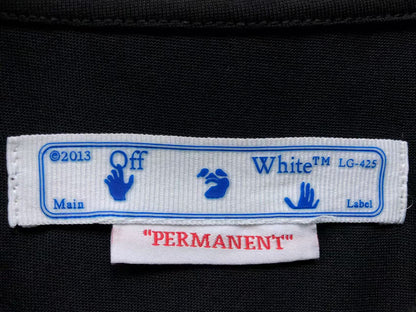 ©2013 Off White™ LG-425
Main Label
"PERMANENT"